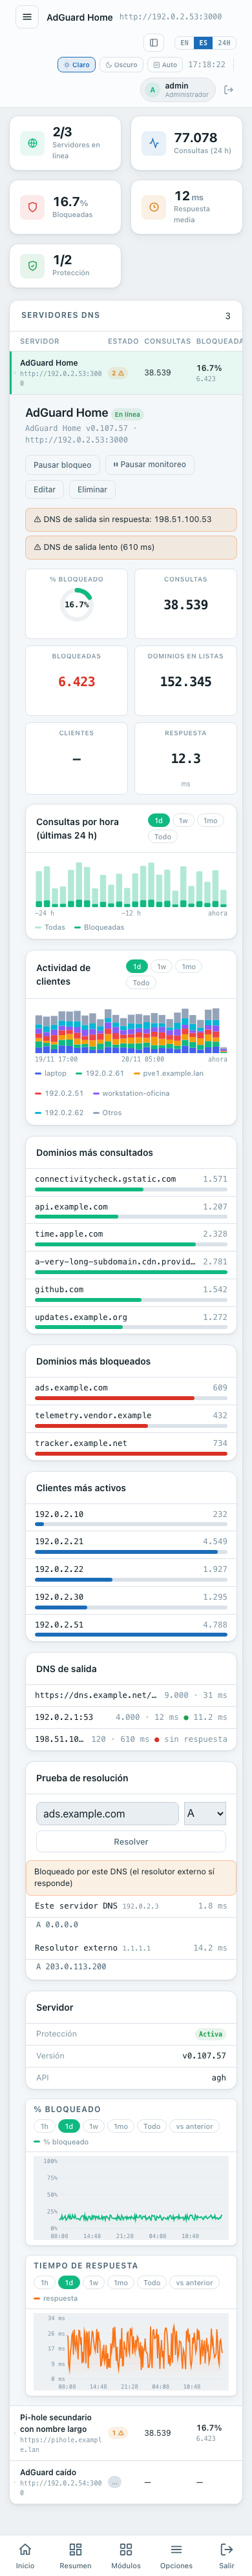 AdGuard Home http://192.0.2.53:3000
EN ES 24H
Claro Oscuro Auto 17:18:22
A admin
Administrador
2/3
Servidores en
línea
77.078
Consultas (24 h)
16.7%
Bloqueadas
12 ms
Respuesta
media
1/2
Protección
SERVIDORES DNS 3
SERVIDOR ESTADO CONSULTAS BLOQUEADA
AdGuard Home
http://192.0.2.53:300
0
2 ⚠
38.539
16.7%
6.423
AdGuard Home En línea
AdGuard Home v0.107.57 ·
http://192.0.2.53:3000
Pausar bloqueo
Pausar monitoreo
Editar
Eliminar
⚠ DNS de salida sin respuesta: 198.51.100.53
⚠ DNS de salida lento (610 ms)
% BLOQUEADO
16.7%
CONSULTAS
38.539
BLOQUEADAS
6.423
DOMINIOS EN LISTAS
152.345
CLIENTES
—
RESPUESTA
12.3
ms
Consultas por hora
(últimas 24 h)
1d 1w 1mo
Todo
−24 h −12 h ahora
Todas Bloqueadas
Actividad de
clientes
1d 1w 1mo
Todo
19/11 17:00 20/11 05:00 ahora
laptop 192.0.2.61 pve1.example.lan
192.0.2.51 workstation-oficina
192.0.2.62 Otros
Dominios más consultados
connectivitycheck.gstatic.com 1.571
api.example.com 1.207
time.apple.com 2.328
a-very-long-subdomain.cdn.provid… 2.781
github.com 1.542
updates.example.org 1.272
Dominios más bloqueados
ads.example.com 609
telemetry.vendor.example 432
tracker.example.net 734
Clientes más activos
192.0.2.10 232
192.0.2.21 4.549
192.0.2.22 1.927
192.0.2.30 1.295
192.0.2.51 4.788
DNS de salida
https://dns.example.net/… 9.000 · 31 ms
192.0.2.1:53 4.000 · 12 ms ● 11.2 ms
198.51.10… 120 · 610 ms ● sin respuesta
Prueba de resolución
ads.example.com A
Resolver
Bloqueado por este DNS (el resolutor externo sí
responde)
Este servidor DNS 192.0.2.3 1.8 ms
A 0.0.0.0
Resolutor externo 1.1.1.1 14.2 ms
A 203.0.113.200
Servidor
Protección Activa
Versión v0.107.57
API agh
% BLOQUEADO
1h 1d 1w 1mo Todo vs anterior
% bloqueado
100%
75%
50%
25%
0%
08:08 14:48 21:28 04:08 10:48
TIEMPO DE RESPUESTA
1h 1d 1w 1mo Todo vs anterior
respuesta
34 ms
26 ms
17 ms
9 ms
0 ms
08:08 14:48 21:28 04:08 10:48
Pi-hole secundario
con nombre largo
https://pihole.exampl
e.lan
1 ⚠
38.539
16.7%
6.423
AdGuard caído
http://192.0.2.54:300
0
…
—
—
Inicio Resumen Módulos Opciones Salir